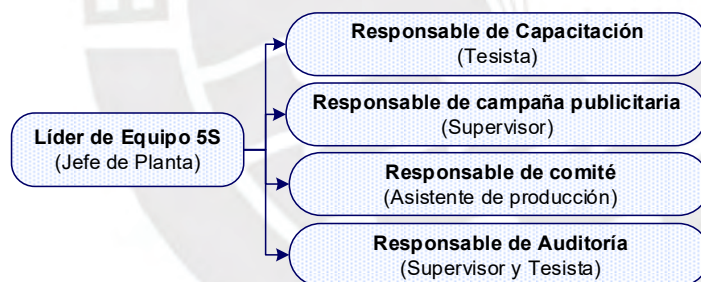 Responsable de Capacitación
(Tesista)
Responsable de campaña publicitaria
(Supervisor)
Líder de Equipo 5S
(Jefe de Planta)
Responsable de comité
(Asistente de producción)
Responsable de Auditoría
(Supervisor y Tesista)